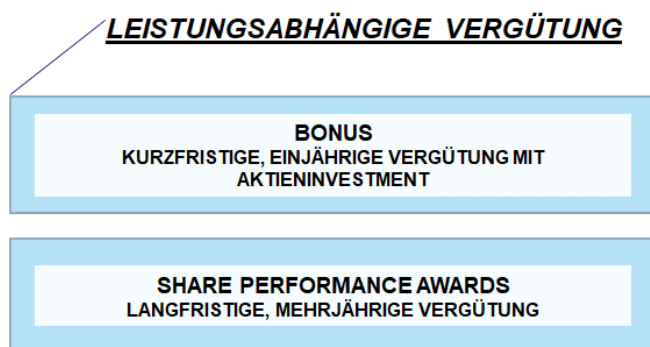 LEISTUNGSABHÄNGIGE VERGÜTUNG
BONUS
KURZFRISTIGE, EINJÄHRIGE VERGÜTUNG MIT
AKTIENINVESTMENT
SHARE PERFORMANCE AWARDS
LANGFRISTIGE, MEHRJÄHRIGE VERGÜTUNG